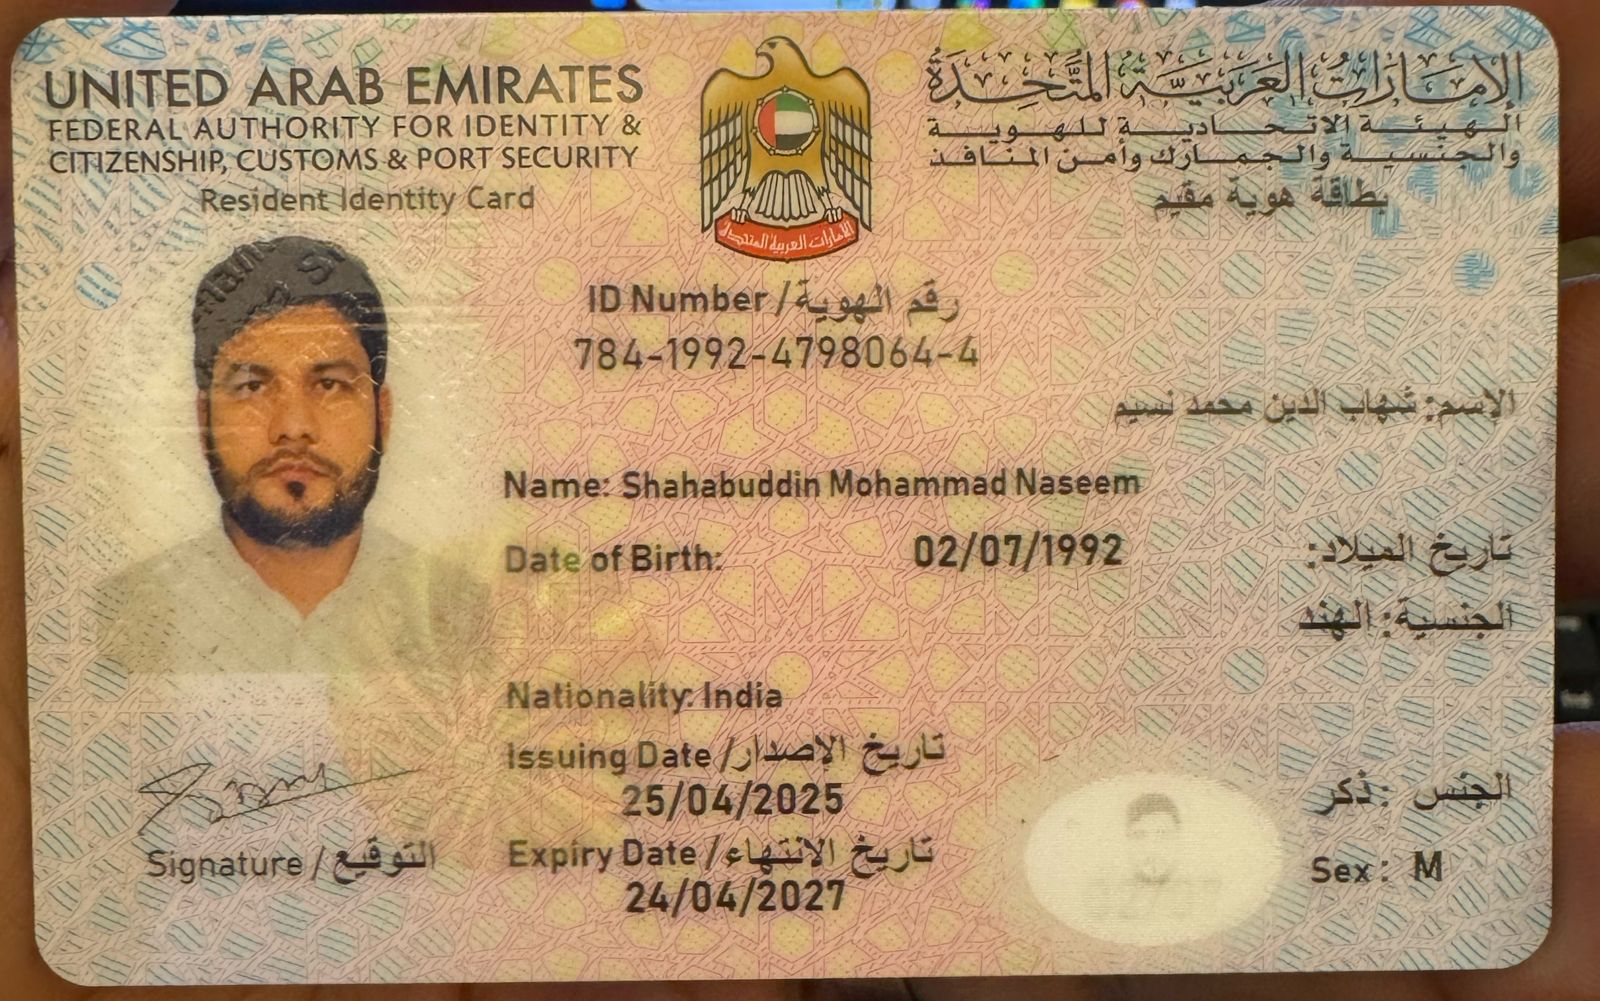 UNITED ARAB EMIRATES
الإمارات العربية المتحدة
FEDERAL AUTHORITY FOR IDENTITY &
الهيئة الاتحادية للهوية
CITIZENSHIP, CUSTOMS & PORT SECURITY
والجنسية والجمارك وأمن المنافذ
Resident Identity Card
بطاقة هوية مقيم
الإمارات العربية المتحدة
ID Number / رقم الهوية
784-1992-4798064-4
الإسم: شهاب الدين محمد نسيم
Name: Shahabuddin Mohammad Naseem
Date of Birth: 02/07/1992 تاريخ الميلاد:
الجنسية: الهند
Nationality: India
Issuing Date / تاريخ الإصدار
25/04/2025
الجنس: ذكر
Expiry Date / تاريخ الانتهاء
24/04/2027
Sex: M
Signature / التوقيع